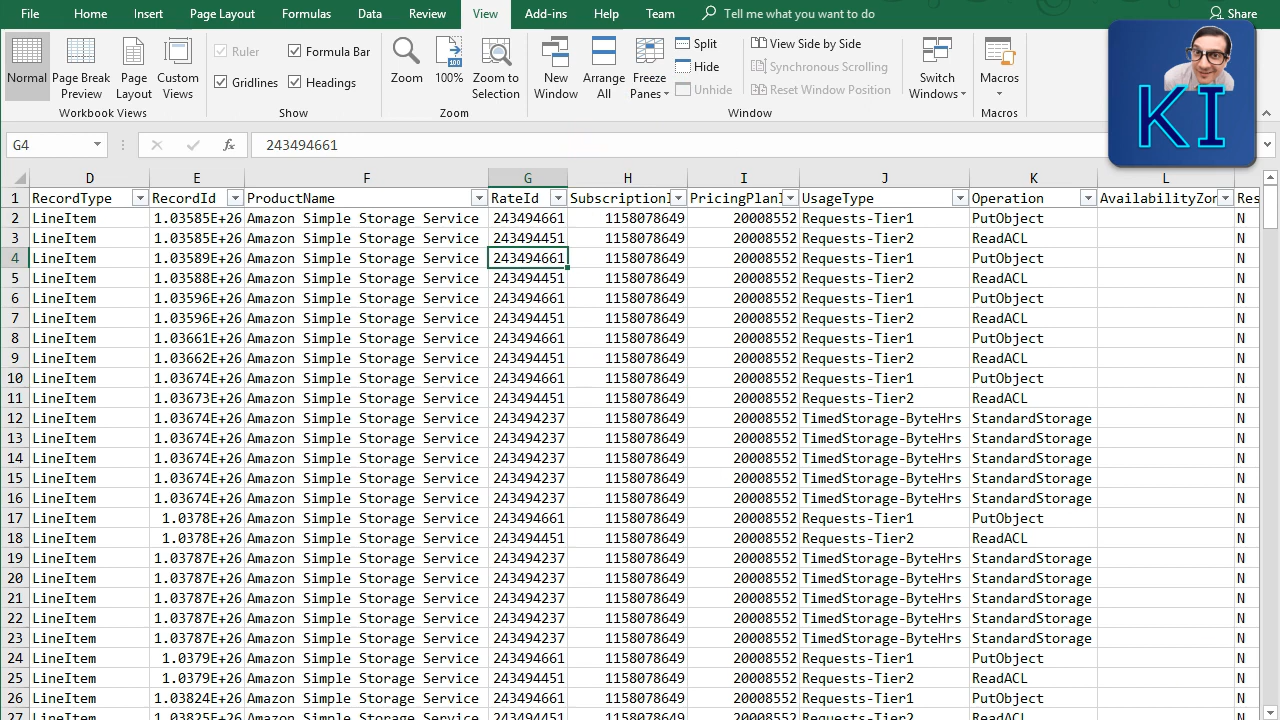 File Home Insert Page Layout Formulas Data Review View Add-ins Help Team Tell me what you want to do Share
Normal Page Break Preview Page Layout Custom Views Ruler Formula Bar Gridlines Headings Zoom 100% Zoom to Selection New Window Arrange All Freeze Panes Split Hide Unhide View Side by Side Synchronous Scrolling Reset Window Position Switch Windows Macros
Workbook Views Show Zoom Window Macros
KI
G4 fx 243494661
D E F G H I J K L
1 RecordType RecordId ProductName RateId SubscriptionI PricingPlanI UsageType Operation AvailabilityZon Res
2 LineItem 1.03585E+26 Amazon Simple Storage Service 243494661 1158078649 20008552 Requests-Tier1 PutObject N
3 LineItem 1.03585E+26 Amazon Simple Storage Service 243494451 1158078649 20008552 Requests-Tier2 ReadACL N
4 LineItem 1.03589E+26 Amazon Simple Storage Service 243494661 1158078649 20008552 Requests-Tier1 PutObject N
5 LineItem 1.03588E+26 Amazon Simple Storage Service 243494451 1158078649 20008552 Requests-Tier2 ReadACL N
6 LineItem 1.03596E+26 Amazon Simple Storage Service 243494661 1158078649 20008552 Requests-Tier1 PutObject N
7 LineItem 1.03596E+26 Amazon Simple Storage Service 243494451 1158078649 20008552 Requests-Tier2 ReadACL N
8 LineItem 1.03661E+26 Amazon Simple Storage Service 243494661 1158078649 20008552 Requests-Tier1 PutObject N
9 LineItem 1.03662E+26 Amazon Simple Storage Service 243494451 1158078649 20008552 Requests-Tier2 ReadACL N
10 LineItem 1.03674E+26 Amazon Simple Storage Service 243494661 1158078649 20008552 Requests-Tier1 PutObject N
11 LineItem 1.03673E+26 Amazon Simple Storage Service 243494451 1158078649 20008552 Requests-Tier2 ReadACL N
12 LineItem 1.03674E+26 Amazon Simple Storage Service 243494237 1158078649 20008552 TimedStorage-ByteHrs StandardStorage N
13 LineItem 1.03674E+26 Amazon Simple Storage Service 243494237 1158078649 20008552 TimedStorage-ByteHrs StandardStorage N
14 LineItem 1.03674E+26 Amazon Simple Storage Service 243494237 1158078649 20008552 TimedStorage-ByteHrs StandardStorage N
15 LineItem 1.03674E+26 Amazon Simple Storage Service 243494237 1158078649 20008552 TimedStorage-ByteHrs StandardStorage N
16 LineItem 1.03674E+26 Amazon Simple Storage Service 243494237 1158078649 20008552 TimedStorage-ByteHrs StandardStorage N
17 LineItem 1.0378E+26 Amazon Simple Storage Service 243494661 1158078649 20008552 Requests-Tier1 PutObject N
18 LineItem 1.0378E+26 Amazon Simple Storage Service 243494451 1158078649 20008552 Requests-Tier2 ReadACL N
19 LineItem 1.03787E+26 Amazon Simple Storage Service 243494237 1158078649 20008552 TimedStorage-ByteHrs StandardStorage N
20 LineItem 1.03787E+26 Amazon Simple Storage Service 243494237 1158078649 20008552 TimedStorage-ByteHrs StandardStorage N
21 LineItem 1.03787E+26 Amazon Simple Storage Service 243494237 1158078649 20008552 TimedStorage-ByteHrs StandardStorage N
22 LineItem 1.03787E+26 Amazon Simple Storage Service 243494237 1158078649 20008552 TimedStorage-ByteHrs StandardStorage N
23 LineItem 1.03787E+26 Amazon Simple Storage Service 243494237 1158078649 20008552 TimedStorage-ByteHrs StandardStorage N
24 LineItem 1.0379E+26 Amazon Simple Storage Service 243494661 1158078649 20008552 Requests-Tier1 PutObject N
25 LineItem 1.0379E+26 Amazon Simple Storage Service 243494451 1158078649 20008552 Requests-Tier2 ReadACL N
26 LineItem 1.03824E+26 Amazon Simple Storage Service 243494661 1158078649 20008552 Requests-Tier1 PutObject N
27 LineItem 1.03825E+26 Amazon Simple Storage Service 243494451 1158078649 20008552 Requests-Tier2 ReadACL N